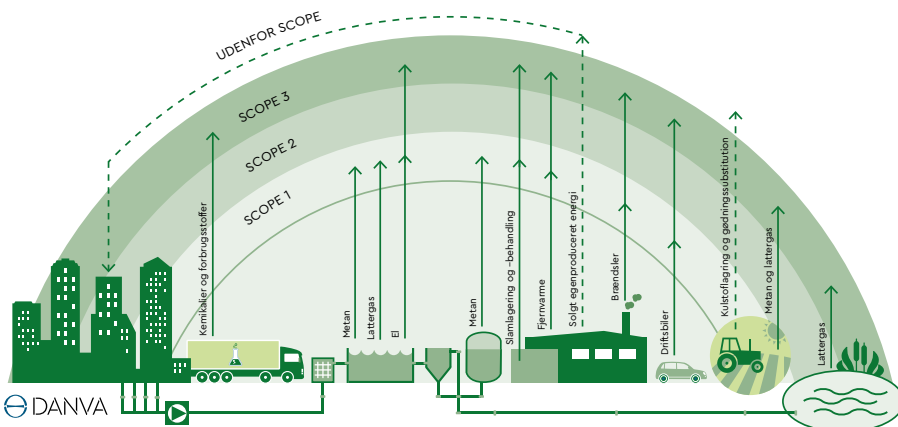 UDENFOR SCOPE
SCOPE 3
SCOPE 2
SCOPE 1
Kemikalier og forbrugsstoffer
Metan
Lattergas
El
Metan
Slamlagering og -behandling
Fjernvarme
Solgt egenproduceret energi
Brændsler
Driftsbiler
Kulstoflagring og gødningssubstitution
Metan og lattergas
Lattergas
DANVA